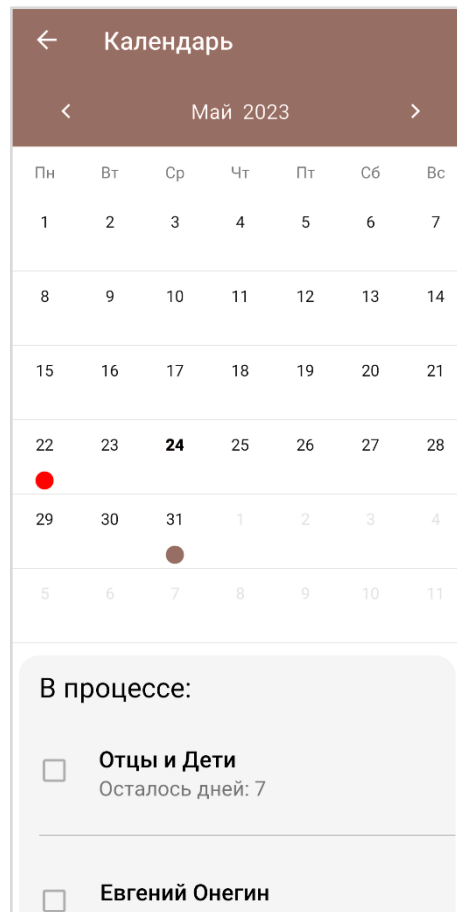 Календарь
Май 2023
Пн Вт Ср Чт Пт Сб Вс
1 2 3 4 5 6 7
8 9 10 11 12 13 14
15 16 17 18 19 20 21
22 23 24 25 26 27 28
29 30 31 1 2 3 4
5 6 7 8 9 10 11
В процессе:
Отцы и Дети
Осталось дней: 7
Евгений Онегин